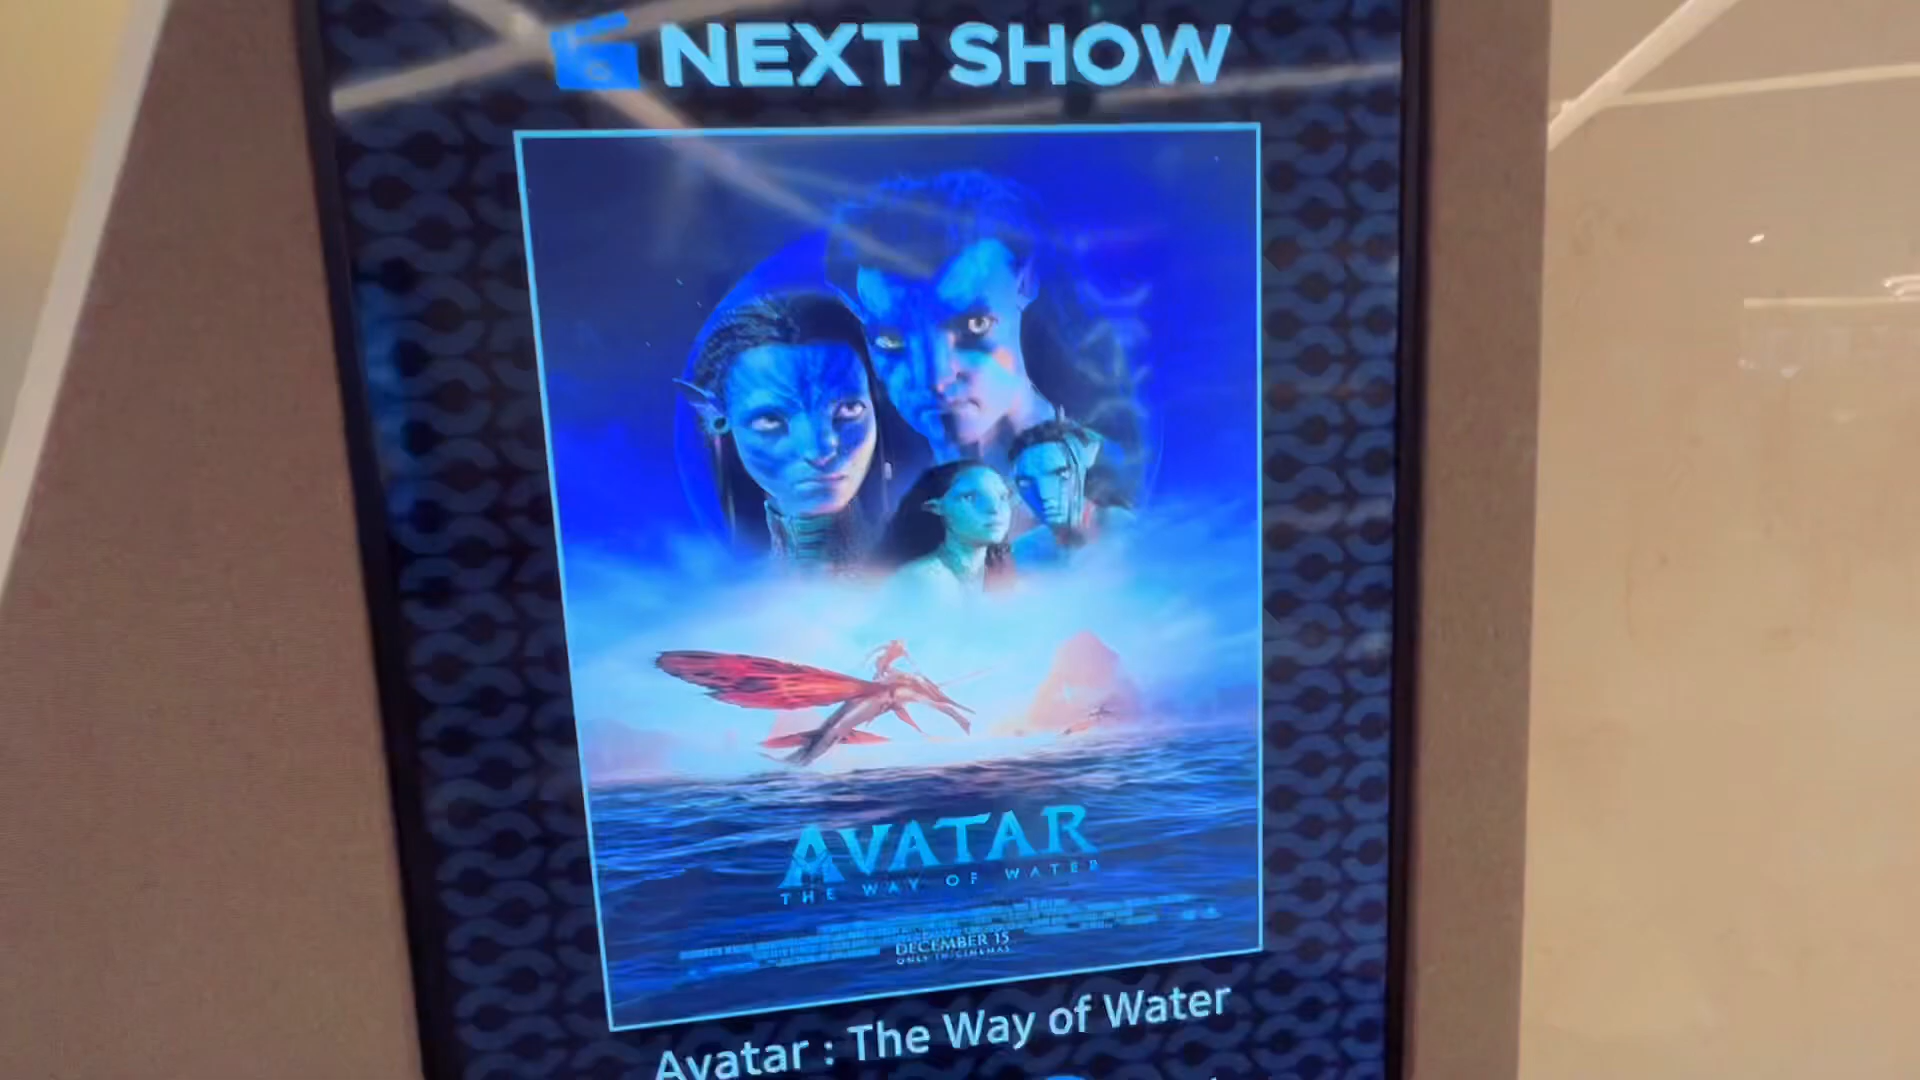 NEXT SHOW
AVATAR
THE WAY OF WATER
DECEMBER 15
ONLY IN CINEMAS
Avatar : The Way of Water